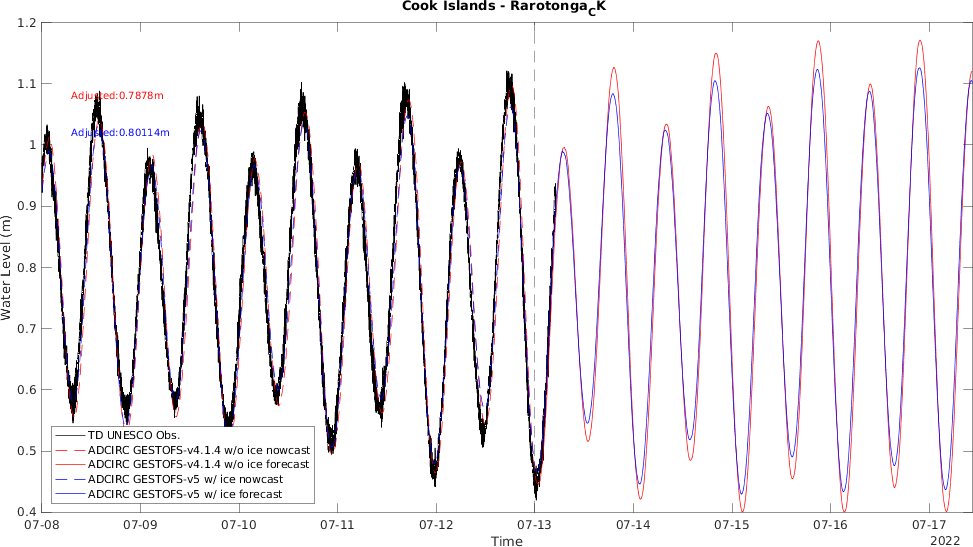 Cook Islands - RarotongaCK
1.2
1.1
1
0.9
0.8
0.7
0.6
0.5
0.4
Water Level (m)
Adjusted:0.7878m
Adjusted:0.80114m
TD UNESCO Obs.
ADCIRC GESTOFS-v4.1.4 w/o ice nowcast
ADCIRC GESTOFS-v4.1.4 w/o ice forecast
ADCIRC GESTOFS-v5 w/ ice nowcast
ADCIRC GESTOFS-v5 w/ ice forecast
07-08 07-09 07-10 07-11 07-12 07-13 07-14 07-15 07-16 07-17
Time
2022